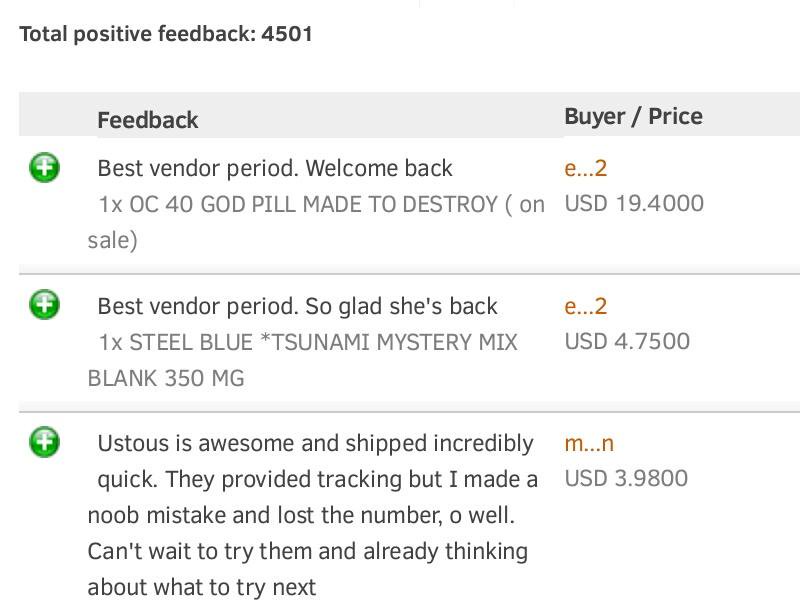 Total positive feedback: 4501
Feedback
Buyer / Price
Best vendor period. Welcome back
e...2
1x OC 40 GOD PILL MADE TO DESTROY ( on
USD 19.4000
sale)
Best vendor period. So glad she's back
e...2
1x STEEL BLUE *TSUNAMI MYSTERY MIX
USD 4.7500
BLANK 350 MG
Ustous is awesome and shipped incredibly
m...n
quick. They provided tracking but I made a
USD 3.9800
noob mistake and lost the number, o well.
Can't wait to try them and already thinking
about what to try next